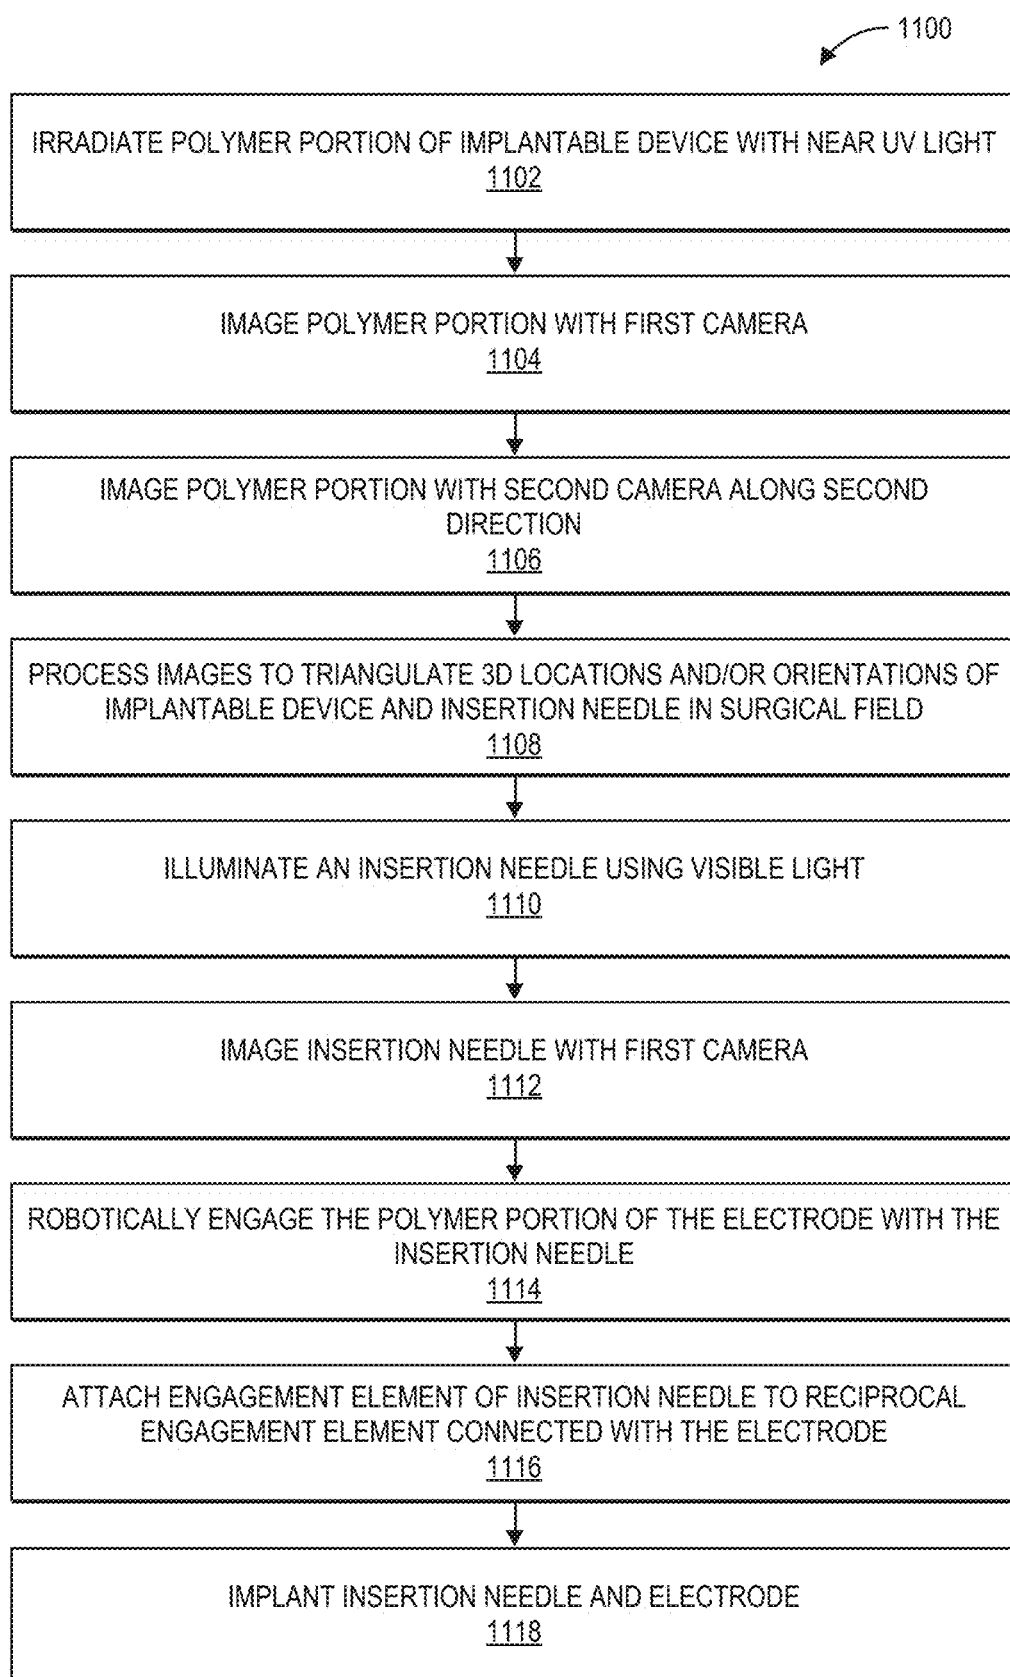 1100
IRRADIATE POLYMER PORTION OF IMPLANTABLE DEVICE WITH NEAR UV LIGHT
1102
IMAGE POLYMER PORTION WITH FIRST CAMERA
1104
IMAGE POLYMER PORTION WITH SECOND CAMERA ALONG SECOND
DIRECTION
1106
PROCESS IMAGES TO TRIANGULATE 3D LOCATIONS AND/OR ORIENTATIONS OF
IMPLANTABLE DEVICE AND INSERTION NEEDLE IN SURGICAL FIELD
1108
ILLUMINATE AN INSERTION NEEDLE USING VISIBLE LIGHT
1110
IMAGE INSERTION NEEDLE WITH FIRST CAMERA
1112
ROBOTICALLY ENGAGE THE POLYMER PORTION OF THE ELECTRODE WITH THE
INSERTION NEEDLE
1114
ATTACH ENGAGEMENT ELEMENT OF INSERTION NEEDLE TO RECIPROCAL
ENGAGEMENT ELEMENT CONNECTED WITH THE ELECTRODE
1116
IMPLANT INSERTION NEEDLE AND ELECTRODE
1118